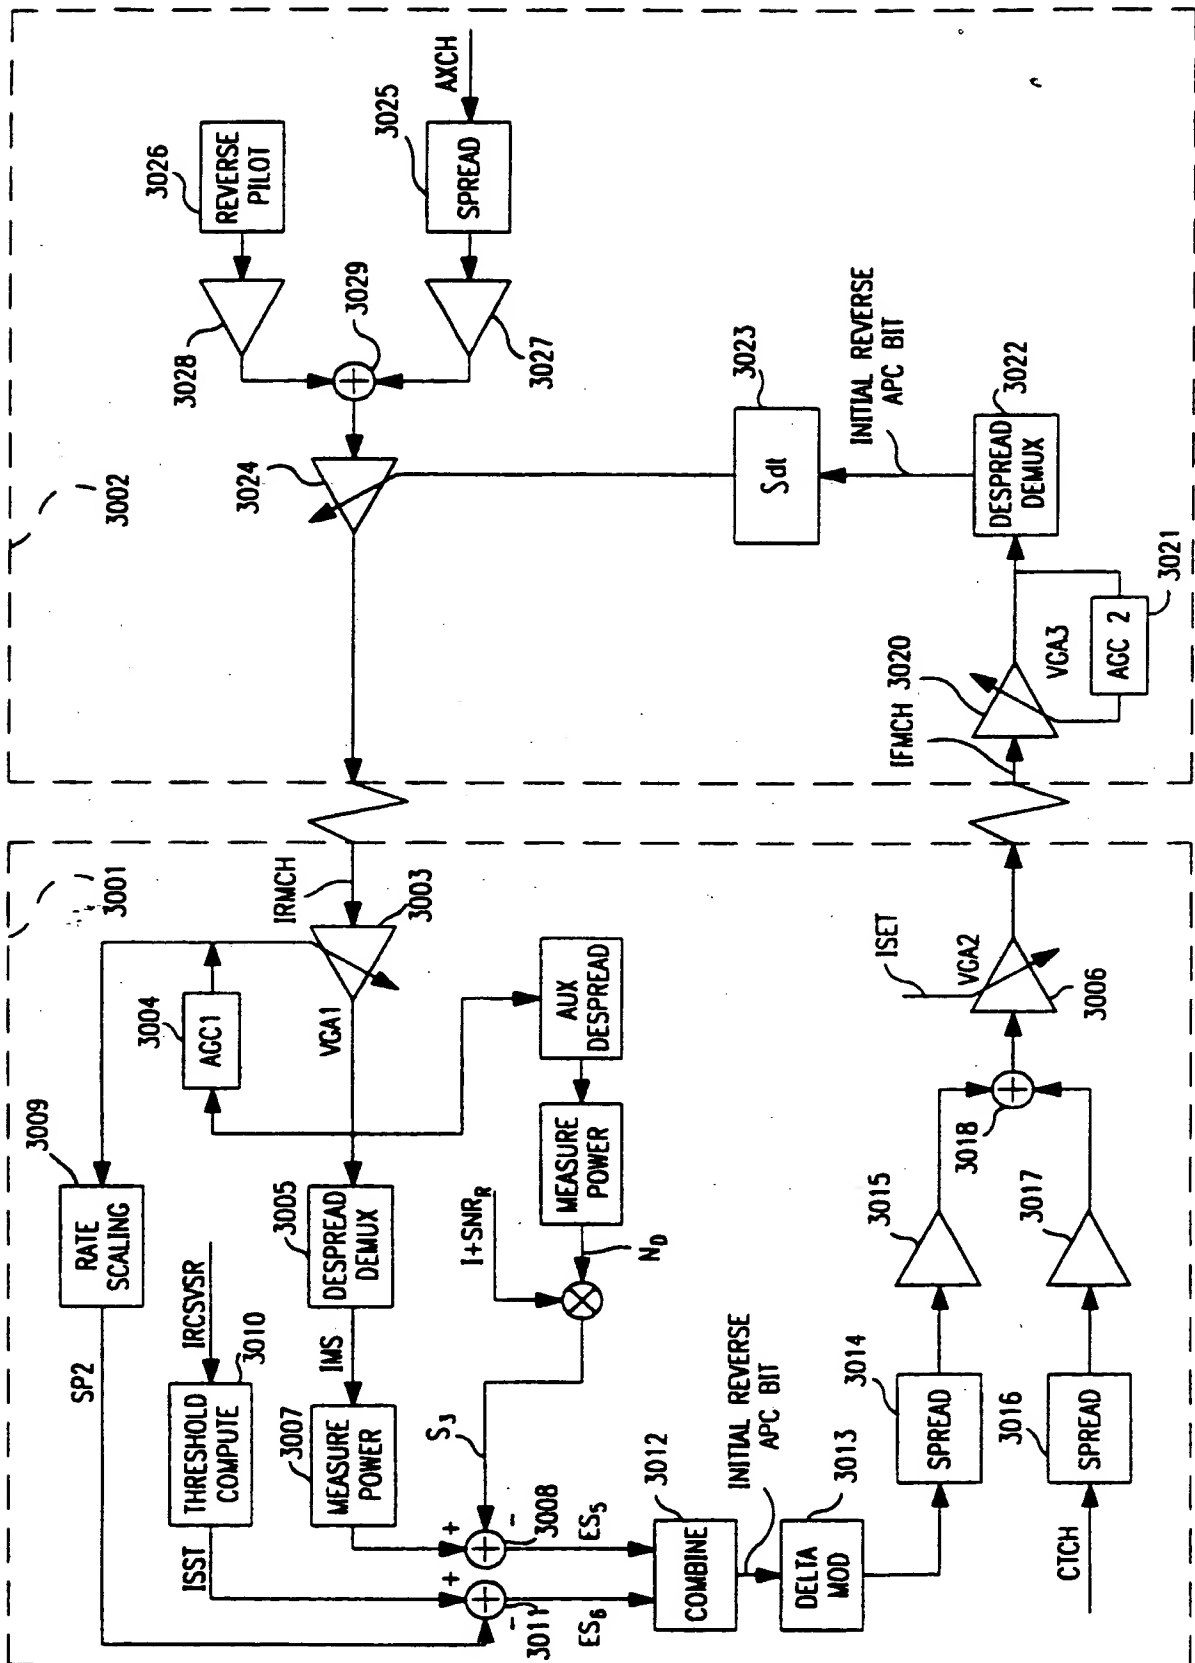 3001
3009
RATE
SCALING
3004
AGC1
IRMCH
3003
VGA1
SP2
IRCSVSR
3010
THRESHOLD
COMPUTE
3005
DESPREAD
DEMUX
AUX
DESPREAD
MEASURE
POWER
IMS
I+SNRR
ND
ISST
3007
MEASURE
POWER
S3
+
+
-
-
3008
3011
ES6
ES5
3012
COMBINE
INITIAL REVERSE
APC BIT
3013
DELTA
MOD
3014
SPREAD
3015
3016
SPREAD
3017
3018
CTCH
ISET
VGA2
3006
3002
3026
REVERSE
PILOT
3025
SPREAD
AXCH
3028
3029
3027
3024
3023
Sdt
INITIAL REVERSE
APC BIT
3022
DESPREAD
DEMUX
IFMCH
3020
VGA3
AGC 2
3021